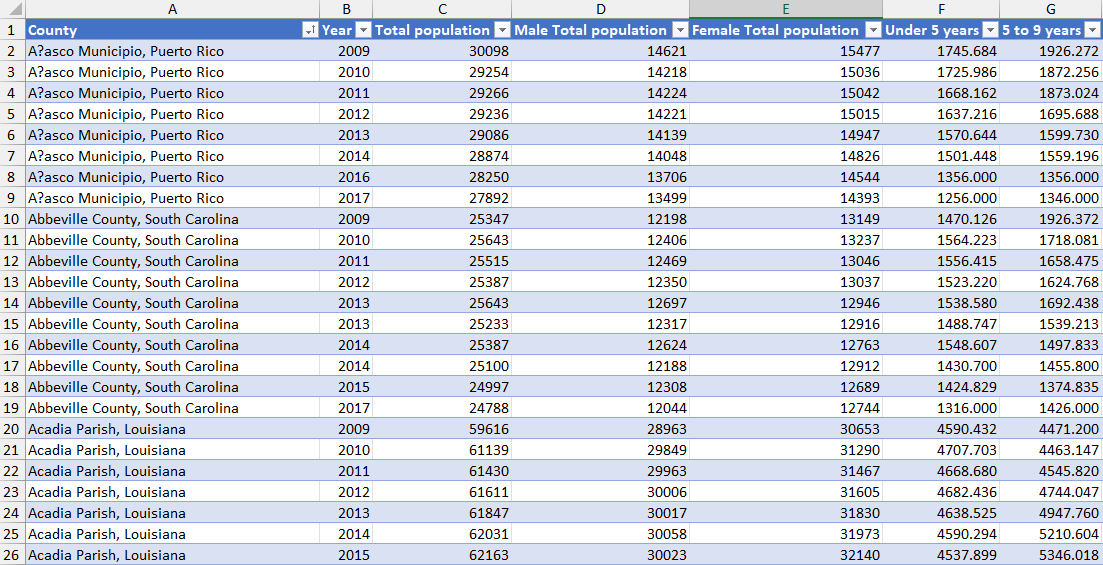 A B C D E F G
1 County Year Total population Male Total population Female Total population Under 5 years 5 to 9 years
2 A?asco Municipio, Puerto Rico 2009 30098 14621 15477 1745.684 1926.272
3 A?asco Municipio, Puerto Rico 2010 29254 14218 15036 1725.986 1872.256
4 A?asco Municipio, Puerto Rico 2011 29266 14224 15042 1668.162 1873.024
5 A?asco Municipio, Puerto Rico 2012 29236 14221 15015 1637.216 1695.688
6 A?asco Municipio, Puerto Rico 2013 29086 14139 14947 1570.644 1599.730
7 A?asco Municipio, Puerto Rico 2014 28874 14048 14826 1501.448 1559.196
8 A?asco Municipio, Puerto Rico 2016 28250 13706 14544 1356.000 1356.000
9 A?asco Municipio, Puerto Rico 2017 27892 13499 14393 1256.000 1346.000
10 Abbeville County, South Carolina 2009 25347 12198 13149 1470.126 1926.372
11 Abbeville County, South Carolina 2010 25643 12406 13237 1564.223 1718.081
12 Abbeville County, South Carolina 2011 25515 12469 13046 1556.415 1658.475
13 Abbeville County, South Carolina 2012 25387 12350 13037 1523.220 1624.768
14 Abbeville County, South Carolina 2013 25643 12697 12946 1538.580 1692.438
15 Abbeville County, South Carolina 2013 25233 12317 12916 1488.747 1539.213
16 Abbeville County, South Carolina 2014 25387 12624 12763 1548.607 1497.833
17 Abbeville County, South Carolina 2014 25100 12188 12912 1430.700 1455.800
18 Abbeville County, South Carolina 2015 24997 12308 12689 1424.829 1374.835
19 Abbeville County, South Carolina 2017 24788 12044 12744 1316.000 1426.000
20 Acadia Parish, Louisiana 2009 59616 28963 30653 4590.432 4471.200
21 Acadia Parish, Louisiana 2010 61139 29849 31290 4707.703 4463.147
22 Acadia Parish, Louisiana 2011 61430 29963 31467 4668.680 4545.820
23 Acadia Parish, Louisiana 2012 61611 30006 31605 4682.436 4744.047
24 Acadia Parish, Louisiana 2013 61847 30017 31830 4638.525 4947.760
25 Acadia Parish, Louisiana 2014 62031 30058 31973 4590.294 5210.604
26 Acadia Parish, Louisiana 2015 62163 30023 32140 4537.899 5346.018